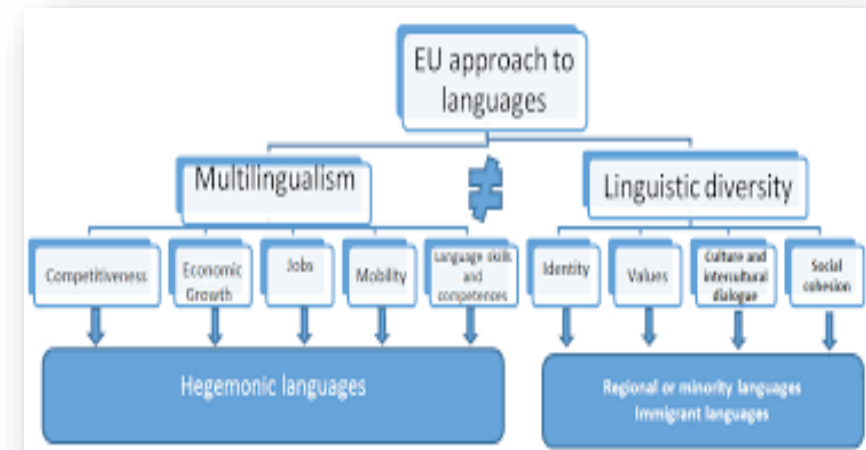 EU approach to
languages
Multilingualism
≠
Linguistic diversity
Competitiveness
Economic
Growth
Jobs
Mobility
Language skills
and
competences
Identity
Values
Culture and
intercultural
dialogue
Social
cohesion
Hegemonic languages
Regional or minority languages
Immigrant languages